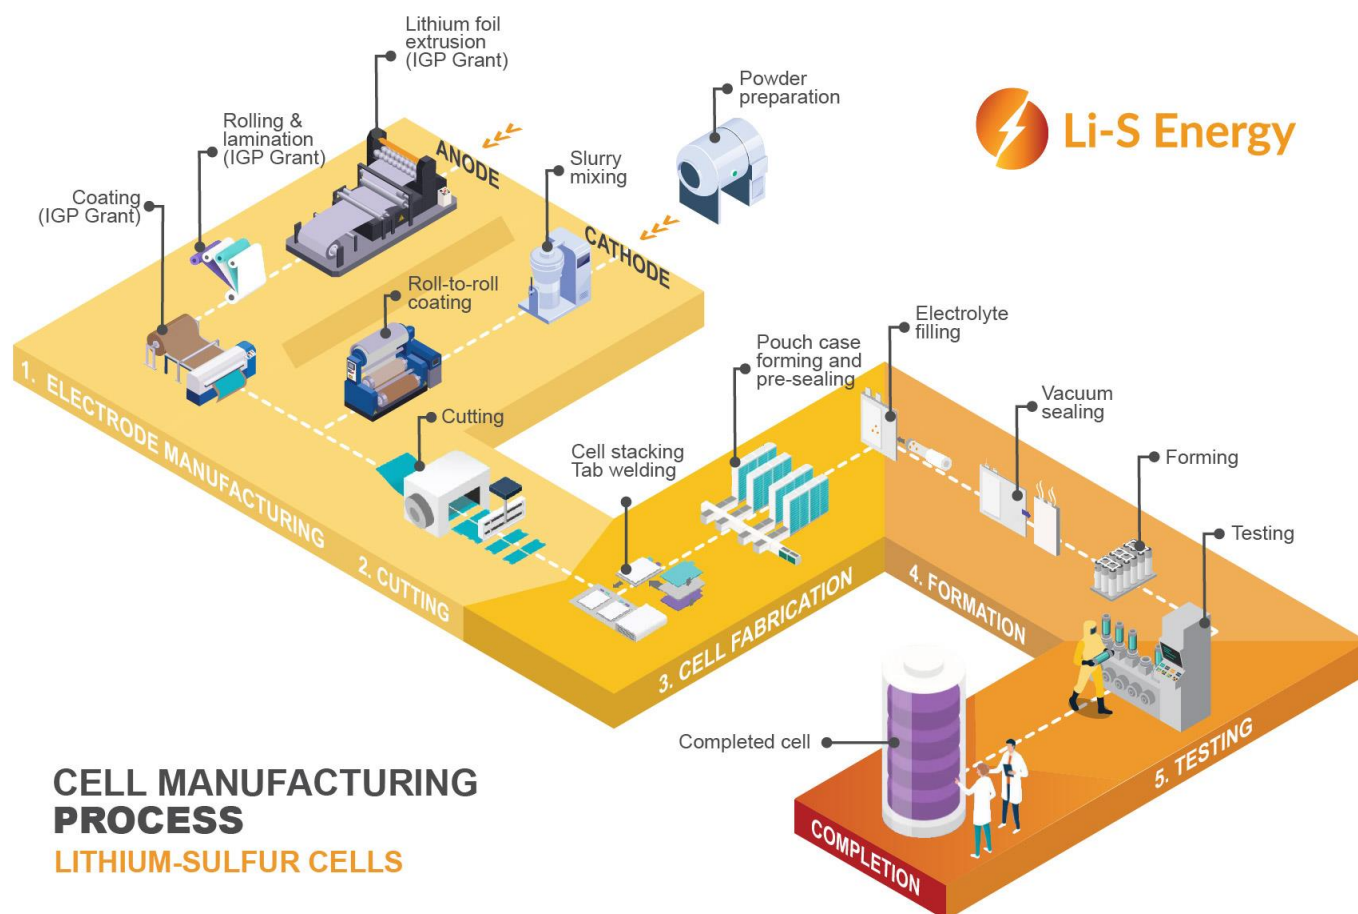 Lithium foil
extrusion
(IGP Grant)
Powder
preparation
Li-S Energy
Rolling &
lamination
(IGP Grant)
ANODE
Slurry
mixing
Coating
(IGP Grant)
CATHODE
Roll-to-roll
coating
Electrolyte
filling
Pouch case
forming and
pre-sealing
Vacuum
sealing
1. ELECTRODE MANUFACTURING
Cutting
Cell stacking
Tab welding
Forming
Testing
2. CUTTING
3. CELL FABRICATION
4. FORMATION
Completed cell
5. TESTING
COMPLETION
CELL MANUFACTURING
PROCESS
LITHIUM-SULFUR CELLS